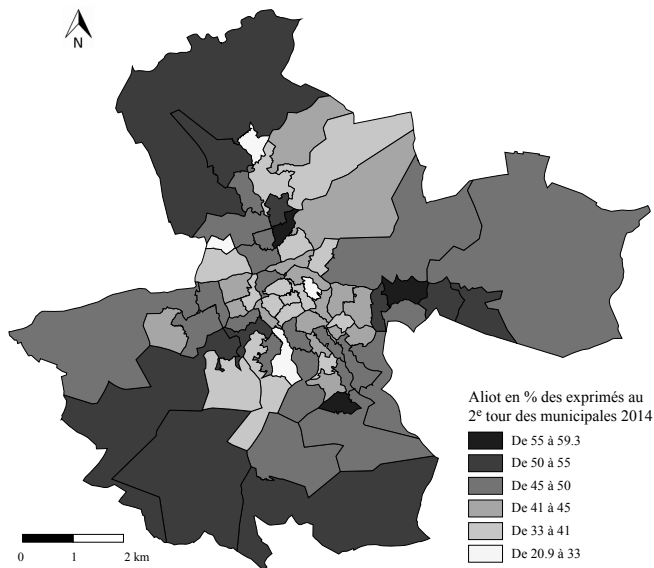 N
Aliot en % des exprimés au
2e tour des municipales 2014
De 55 à 59.3
De 50 à 55
De 45 à 50
De 41 à 45
De 33 à 41
De 20.9 à 33
0 1 2 km